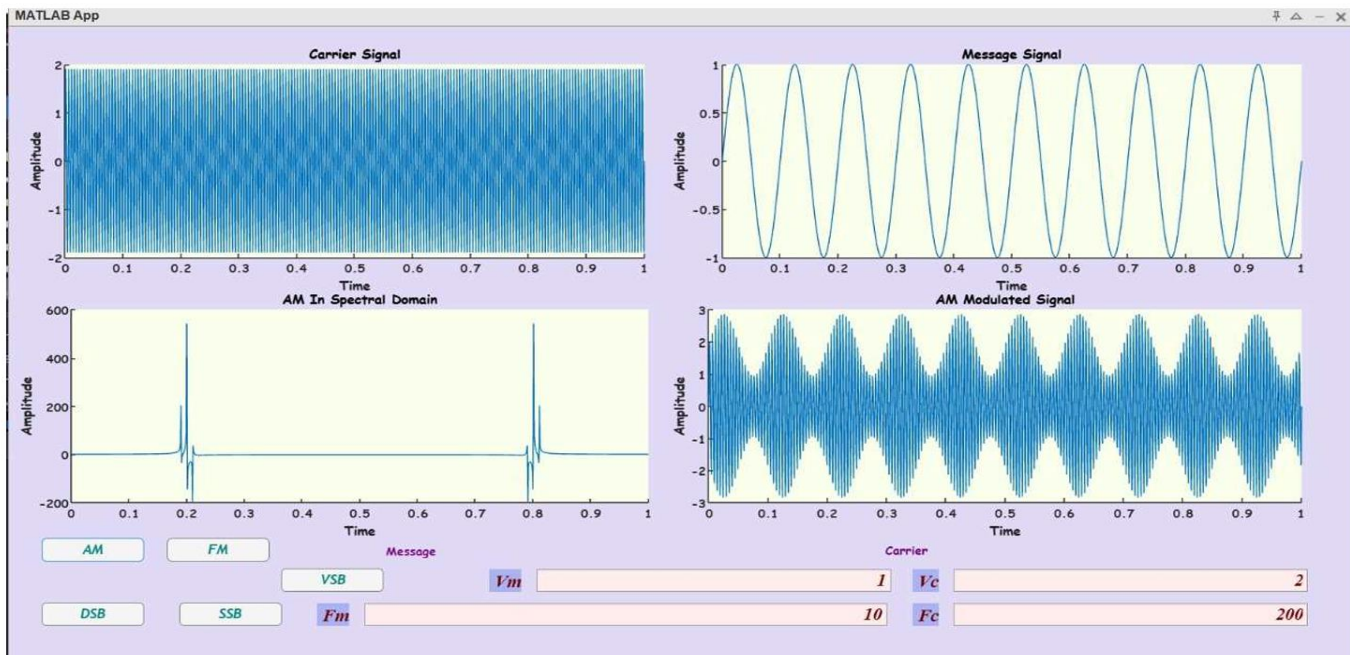 MATLAB App
Carrier Signal
2
1
0
-1
-2
Amplitude
0 0.1 0.2 0.3 0.4 0.5 0.6 0.7 0.8 0.9 1
Time
Message Signal
1
0.5
0
-0.5
-1
Amplitude
0 0.1 0.2 0.3 0.4 0.5 0.6 0.7 0.8 0.9 1
Time
AM In Spectral Domain
600
400
200
0
-200
Amplitude
0 0.1 0.2 0.3 0.4 0.5 0.6 0.7 0.8 0.9 1
Time
AM Modulated Signal
3
2
1
0
-1
-2
-3
Amplitude
0 0.1 0.2 0.3 0.4 0.5 0.6 0.7 0.8 0.9 1
Time
AM FM Message Carrier
VSB Vm 1 Vc 2
DSB SSB Fm 10 Fc 200